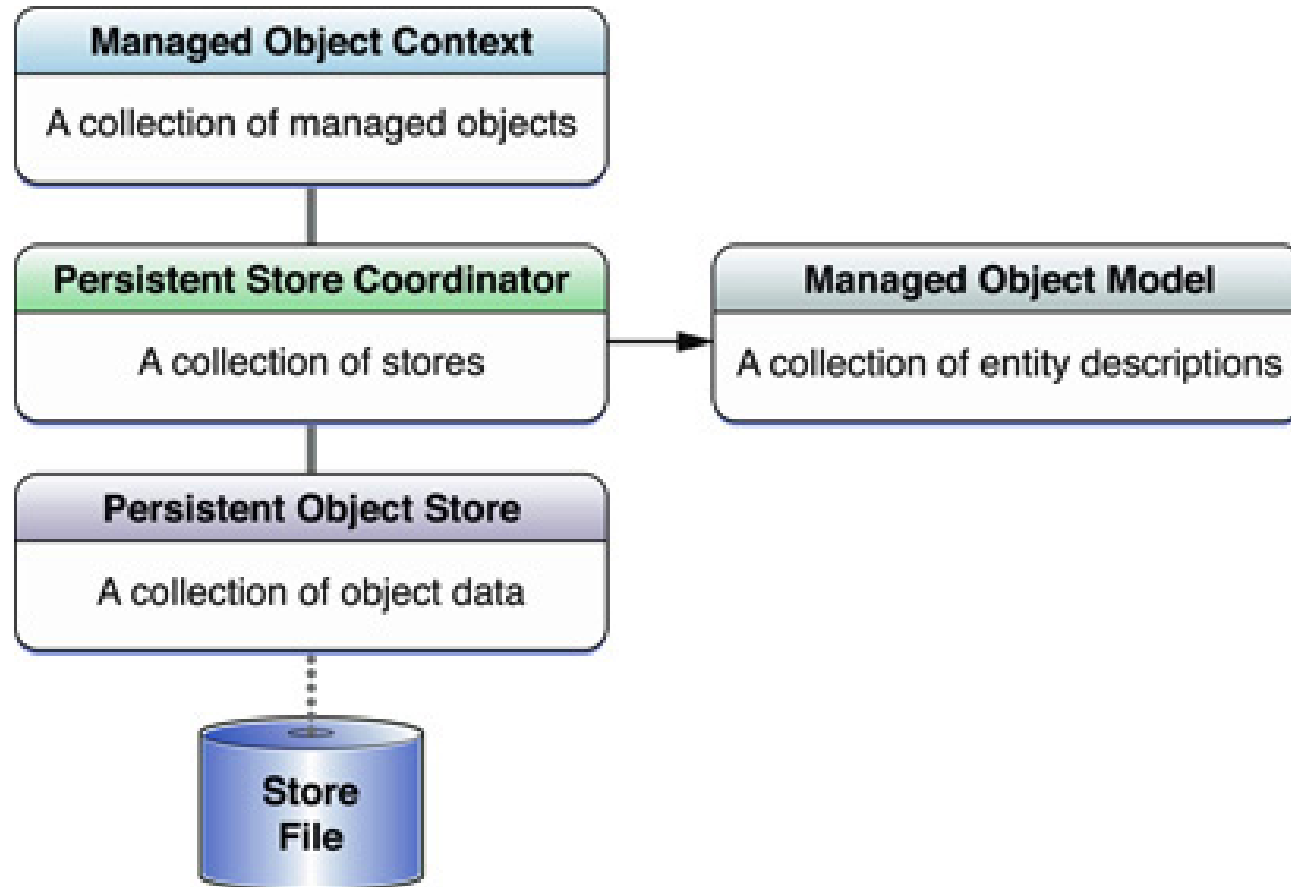 Managed Object Context
A collection of managed objects
Persistent Store Coordinator
A collection of stores
Managed Object Model
A collection of entity descriptions
Persistent Object Store
A collection of object data
Store
File